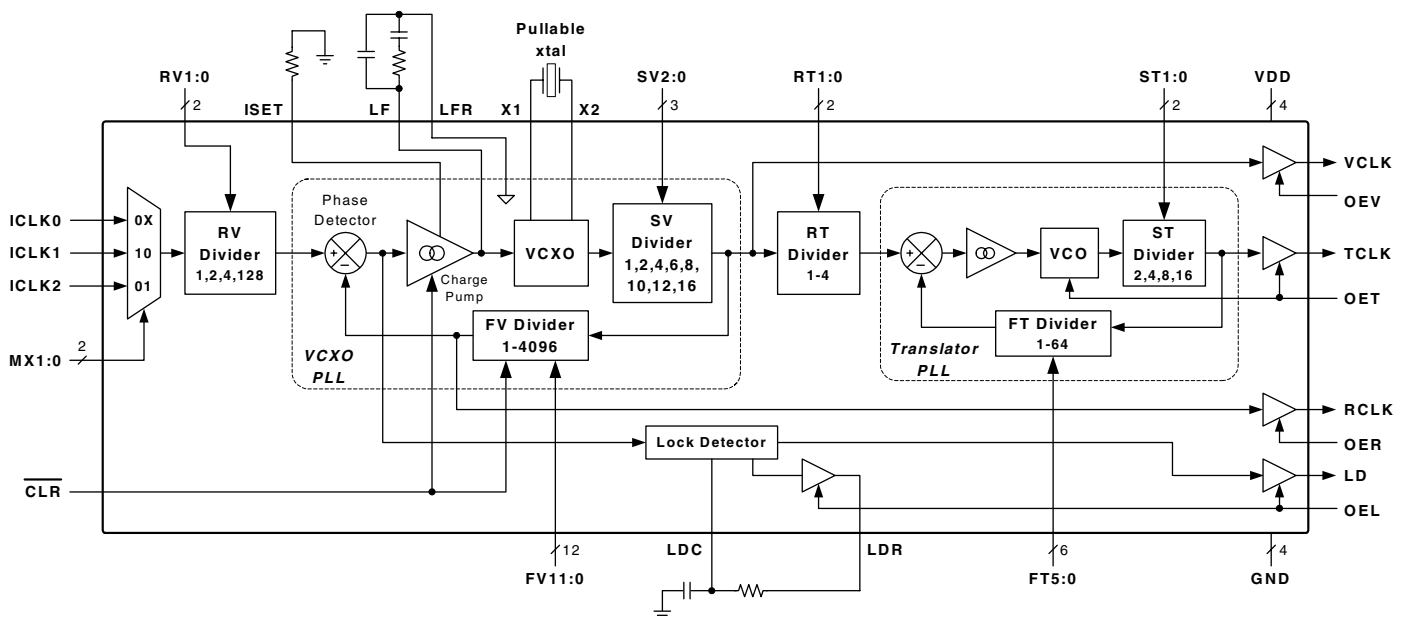 Pullable
xtal
RV1:0
SV2:0
RT1:0
ST1:0
VDD
2
ISET
LF
LFR
X1
X2
3
2
2
4
VCLK
OEV
Phase
Detector
ICLK0
ICLK1
ICLK2
0X
10
01
RV
Divider
1,2,4,128
+
−
Charge
Pump
VCXO
SV
Divider
1,2,4,6,8,
10,12,16
RT
Divider
1-4
+
−
VCO
ST
Divider
2,4,8,16
TCLK
OET
MX1:0
2
VCXO
PLL
FV Divider
1-4096
Translator
PLL
FT Divider
1-64
RCLK
OER
Lock Detector
LD
OEL
CLR
12
FV11:0
LDC
LDR
6
FT5:0
4
GND